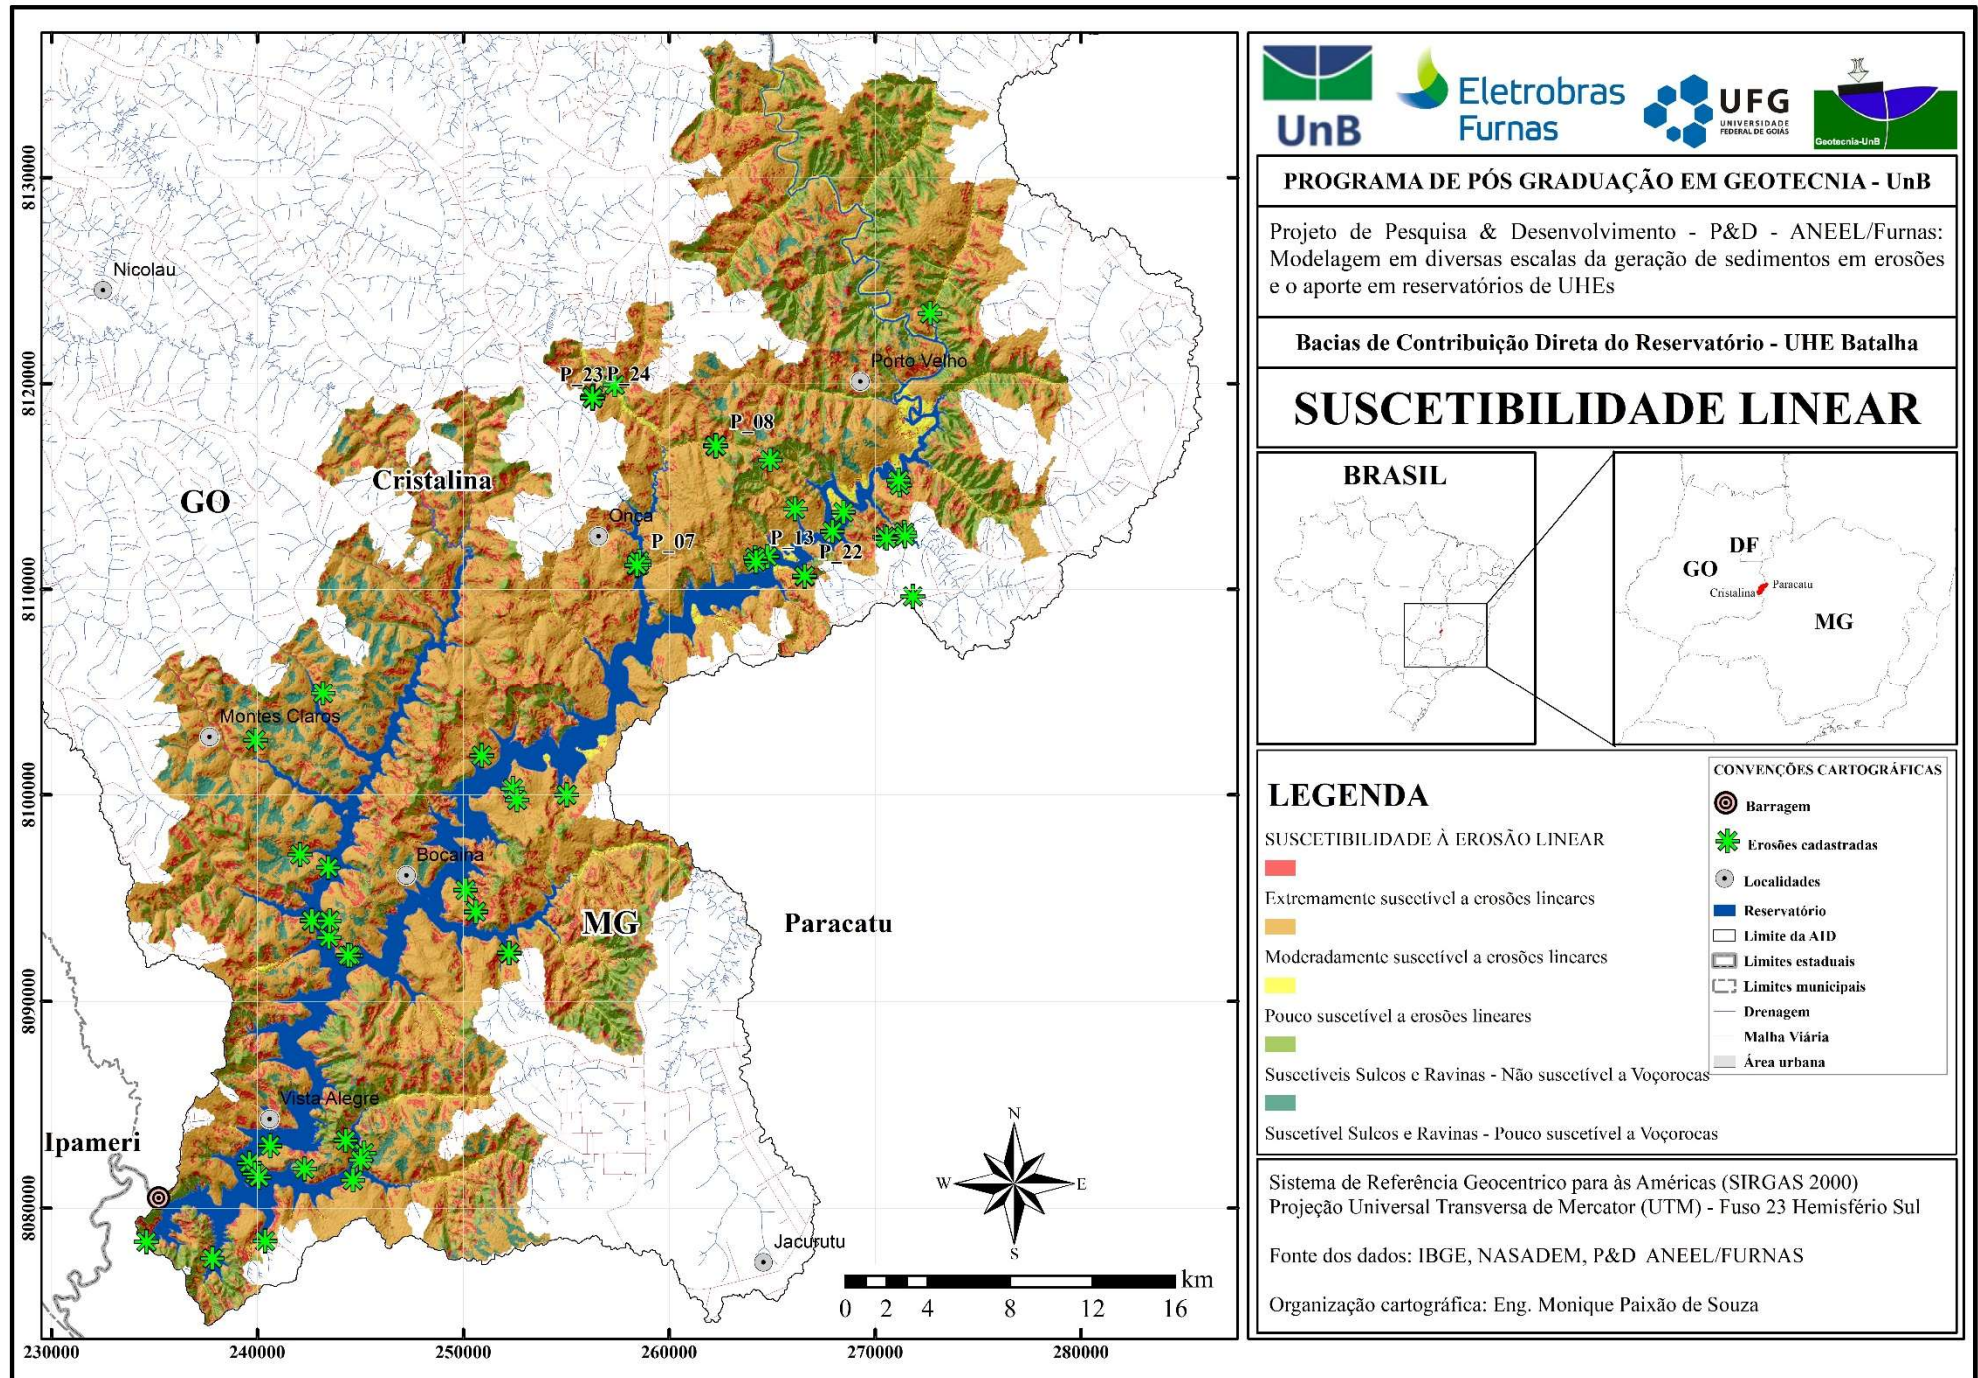 8130000
8120000
8110000
8100000
8090000
8080000
230000
240000
250000
260000
270000
280000
Nicolau
Porto Velho
P_23
P_24
P_08
Cristalina
GO
Onça
P_07
P_13
P_22
Montes Claros
Bocaina
MG
Paracatu
Vista Alegre
Ipameri
Jacurutu
N
W
E
S
km
0 2 4 8 12 16
UnB
Eletrobras
Furnas
UFG
UNIVERSIDADE
FEDERAL DE GOIÁS
Geotecnia-UnB
PROGRAMA DE PÓS GRADUAÇÃO EM GEOTECNIA - UnB
Projeto de Pesquisa & Desenvolvimento - P&D - ANEEL/Furnas:
Modelagem em diversas escalas da geração de sedimentos em erosões
e o aporte em reservatórios de UHEs
Bacias de Contribuição Direta do Reservatório - UHE Batalha
SUSCETIBILIDADE LINEAR
BRASIL
DF
GO
Paracatu
Cristalina
MG
LEGENDA
SUSCETIBILIDADE À EROSÃO LINEAR
Extremamente suscetível a erosões lineares
Moderadamente suscetível a erosões lineares
Pouco suscetível a erosões lineares
Suscetíveis Sulcos e Ravinas - Não suscetível a Voçorocas
Suscetível Sulcos e Ravinas - Pouco suscetível a Voçorocas
CONVENÇÕES CARTOGRÁFICAS
Barragem
Erosões cadastradas
Localidades
Reservatório
Limite da AID
Limites estaduais
Limites municipais
Drenagem
Malha Viária
Área urbana
Sistema de Referência Geocentrico para às Américas (SIRGAS 2000)
Projeção Universal Transversa de Mercator (UTM) - Fuso 23 Hemisfério Sul
Fonte dos dados: IBGE, NASADEM, P&D ANEEL/FURNAS
Organização cartográfica: Eng. Monique Paixão de Souza